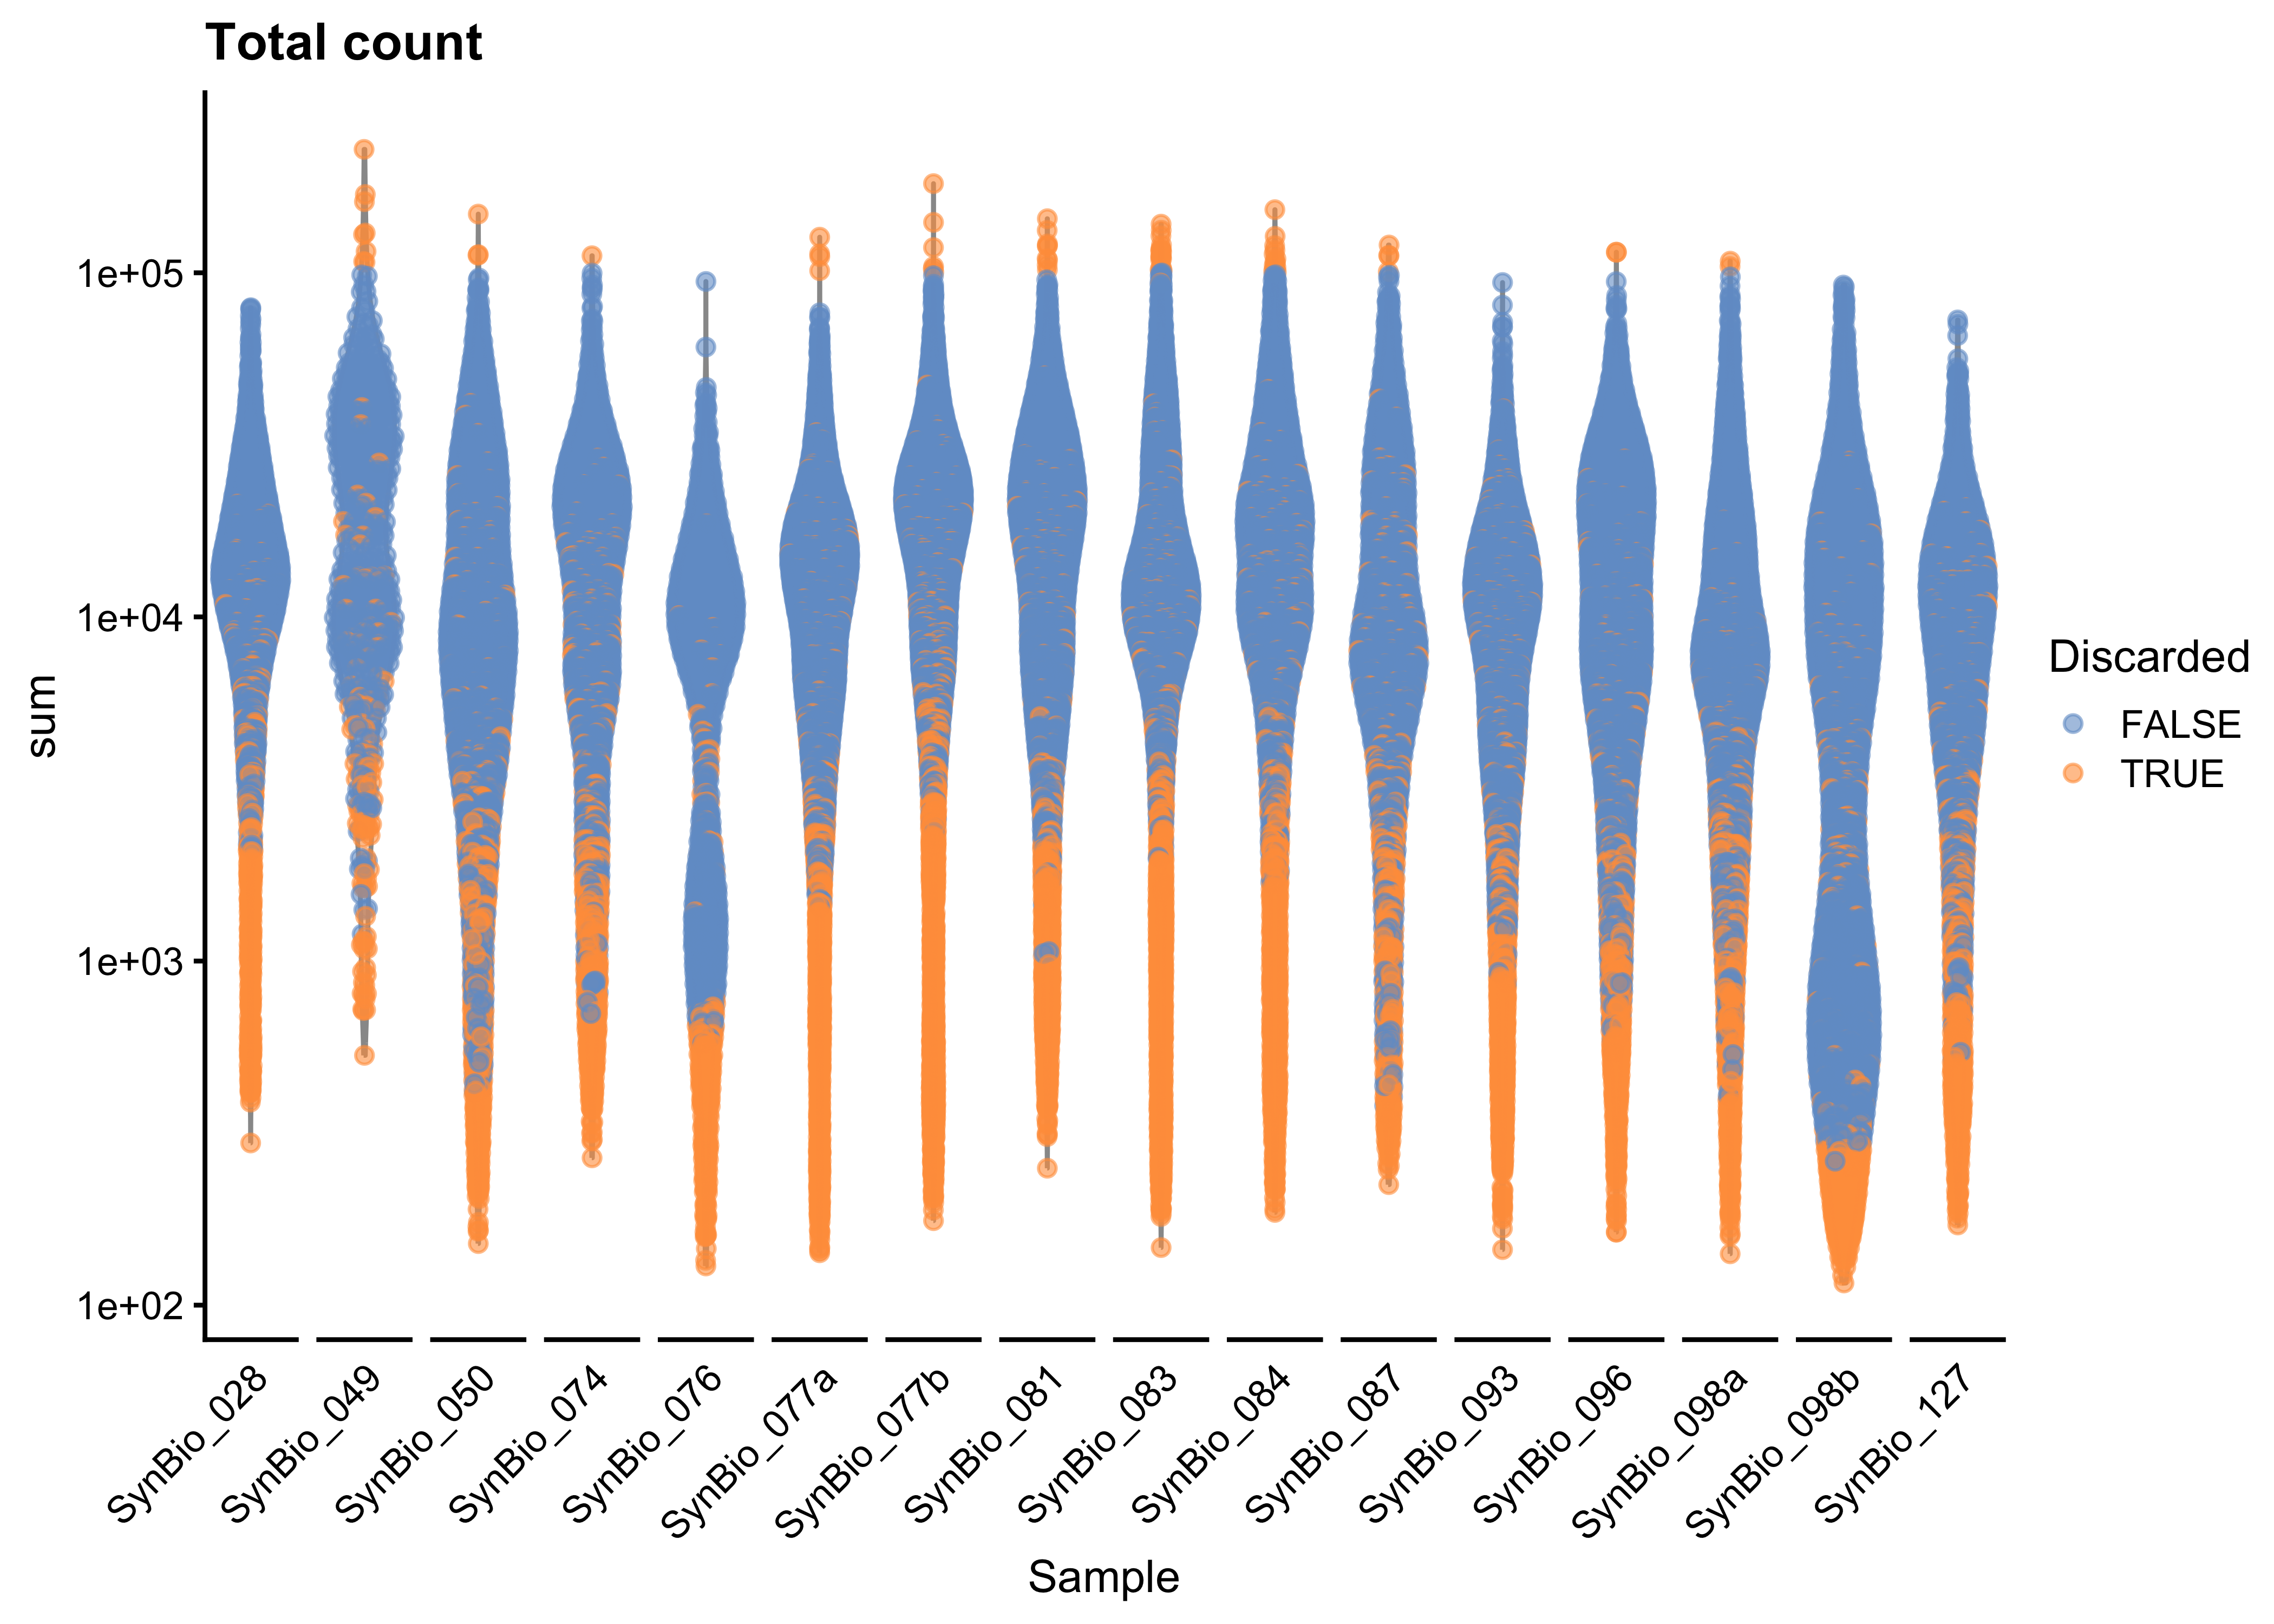 Total count
sum
1e+05
1e+04
1e+03
1e+02
SynBio_028
SynBio_049
SynBio_050
SynBio_074
SynBio_076
SynBio_077a
SynBio_077b
SynBio_081
SynBio_083
SynBio_084
SynBio_087
SynBio_093
SynBio_096
SynBio_098a
SynBio_098b
SynBio_127
Sample
Discarded
FALSE
TRUE